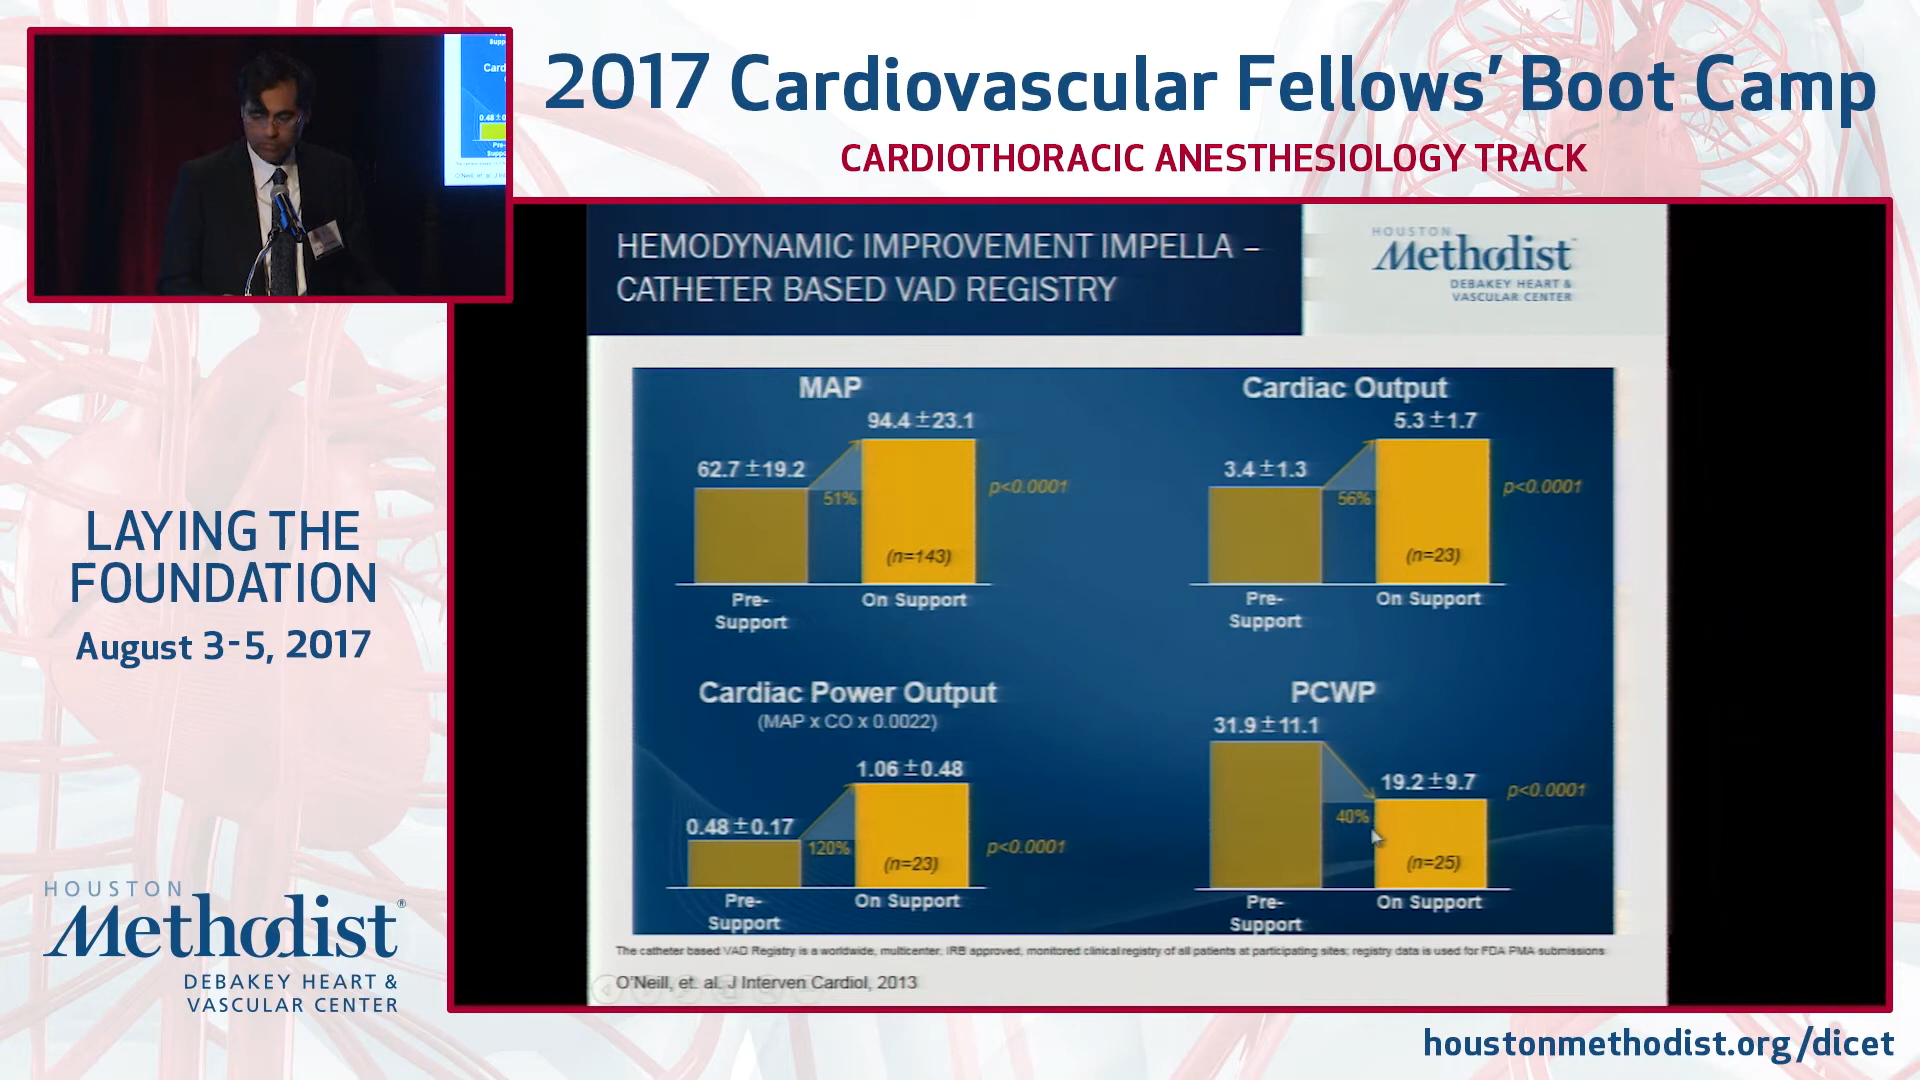 2017 Cardiovascular Fellows' Boot Camp
CARDIOTHORACIC ANESTHESIOLOGY TRACK
LAYING THE
FOUNDATION
August 3-5, 2017
HOUSTON
Methodist®
DEBAKEY HEART &
VASCULAR CENTER
HEMODYNAMIC IMPROVEMENT IMPELLA –
CATHETER BASED VAD REGISTRY
HOUSTON
Methodist
DEBAKEY HEART &
VASCULAR CENTER
MAP
94.4±23.1
62.7±19.2
51%
p<0.0001
(n=143)
Pre-
Support
On Support
Cardiac Output
5.3±1.7
3.4±1.3
56%
p<0.0001
(n=23)
Pre-
Support
On Support
Cardiac Power Output
(MAP x CO x 0.0022)
1.06±0.48
0.48±0.17
120%
p<0.0001
(n=23)
Pre-
Support
On Support
PCWP
31.9±11.1
19.2±9.7
40%
p<0.0001
(n=25)
Pre-
Support
On Support
The catheter based VAD Registry is a worldwide, multicenter, IRB approved, monitored clinical registry of all patients at participating sites; registry data is used for FDA PMA submissions
O'Neill, et. al. J Interven Cardiol, 2013
houstonmethodist.org/dicet